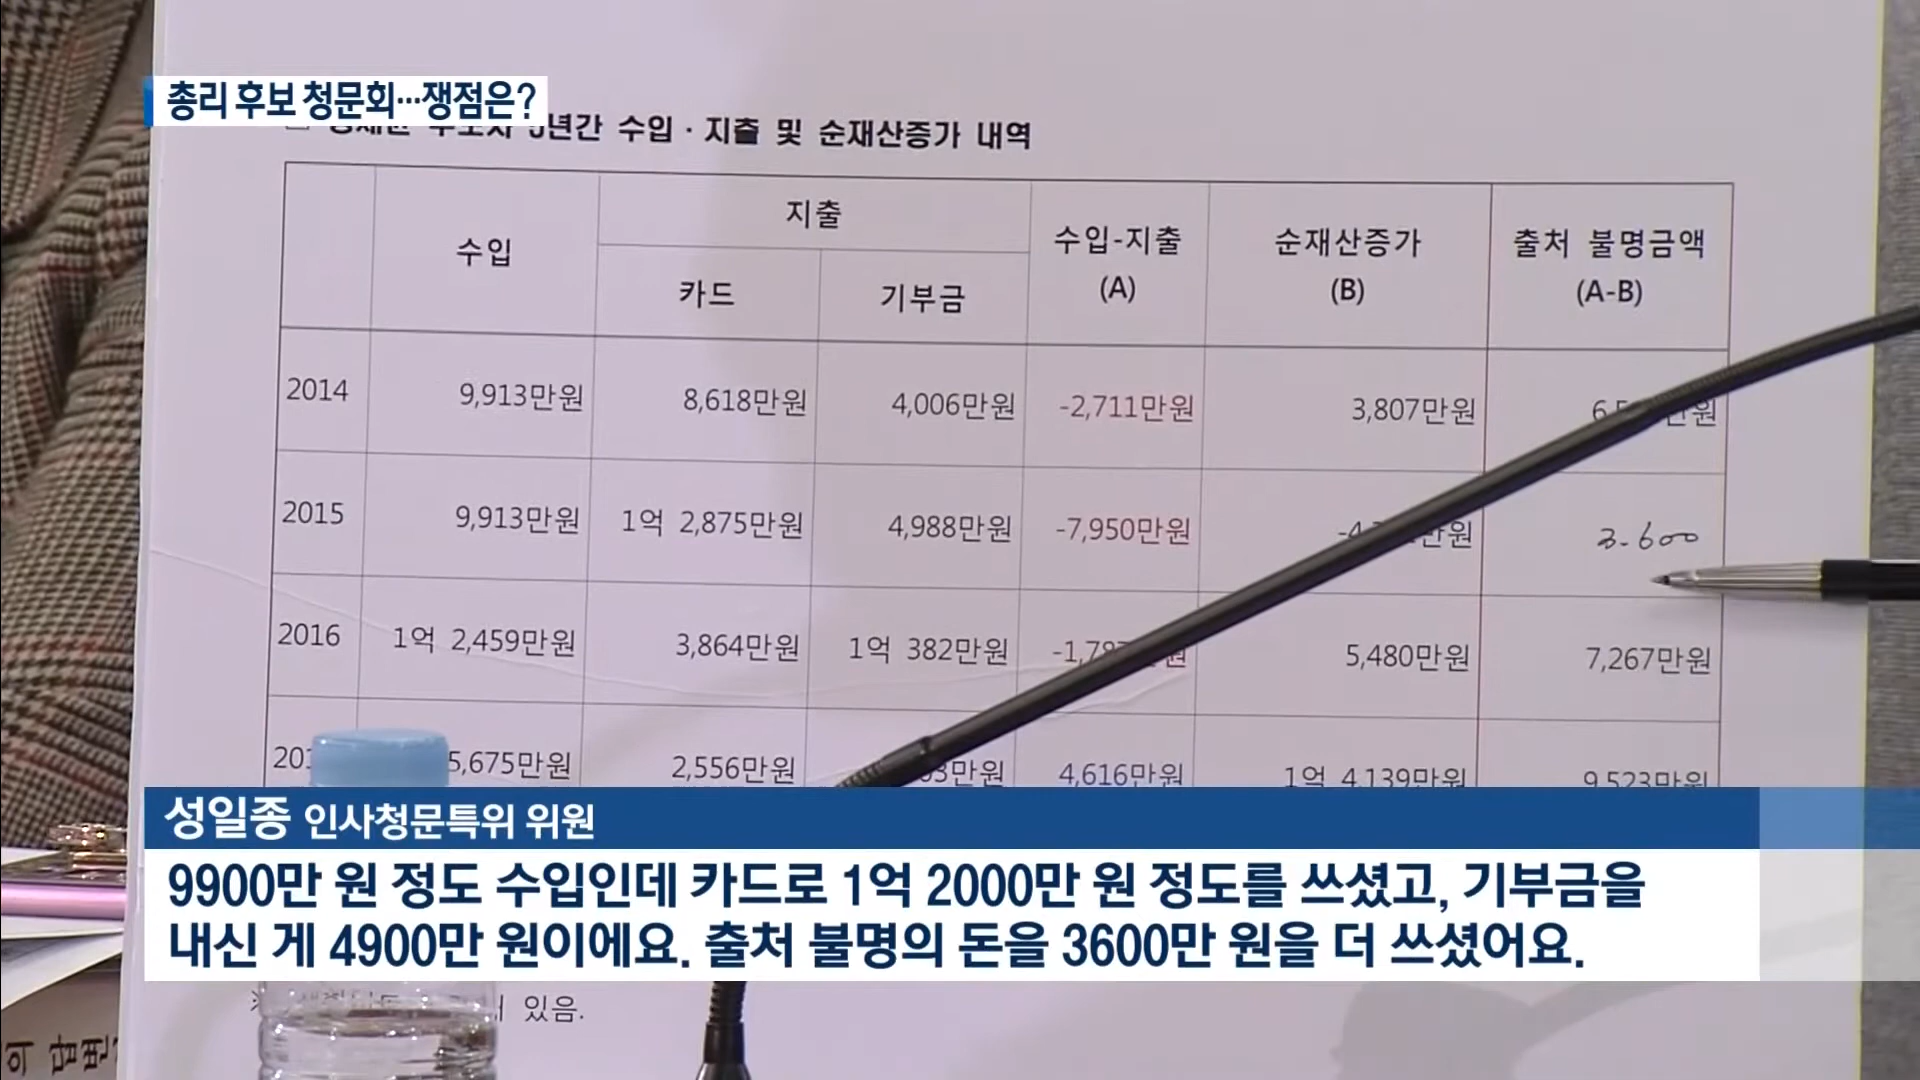 총리 후보 청문회…쟁점은?
수입 · 지출 및 순재산증가 내역
수입 지출 수입-지출 순재산증가 출처 불명금액
카드 기부금 (A) (B) (A-B)
2014 9,913만원 8,618만원 4,006만원 -2,711만원 3,807만원
2015 9,913만원 1억 2,875만원 4,988만원 -7,950만원 3.600
2016 1억 2,459만원 3,864만원 1억 382만원 5,480만원 7,267만원
5,675만원 2,556만원 4,616만원 1억 4,139만원 9,523만원
성일종 인사청문특위 위원
9900만 원 정도 수입인데 카드로 1억 2000만 원 정도를 쓰셨고, 기부금을
내신 게 4900만 원이에요. 출처 불명의 돈을 3600만 원을 더 쓰셨어요.
있음.
의 답변